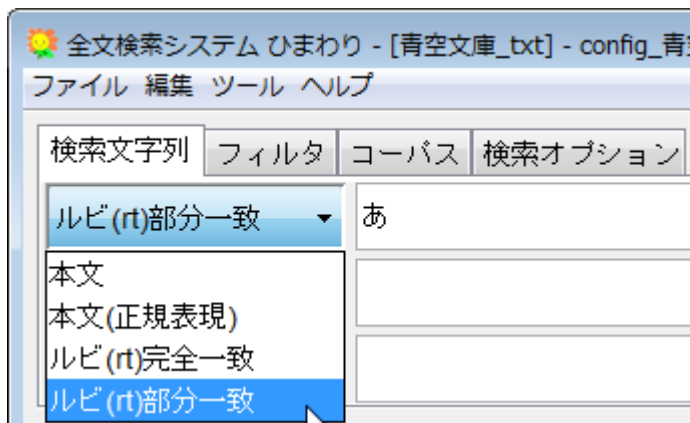 全文検索システム ひまわり - [青空文庫_txt] - config_青
ファイル 編集 ツール ヘルプ
検索文字列 フィルタ コーパス 検索オプション
ルビ(rt)部分一致 あ
本文
本文(正規表現)
ルビ(rt)完全一致
ルビ(rt)部分一致